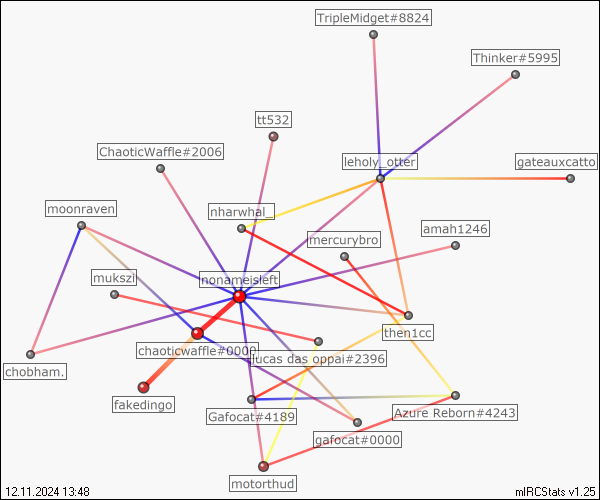 TripleMidget#8824
Thinker#5995
tt532
ChaoticWaffle#2006
leholy_otter
gateauxcatto
moonraven
nharwhal_
amah1246
mercurybro
mukszi
nonameisleft
then1cc
chaoticwaffle#0000
lucas das oppai#2396
chobham.
fakedingo
Gafocat#4189
Azure Reborn#4243
gafocat#0000
motorthud
12.11.2024 13:48
mIRCStats v1.25